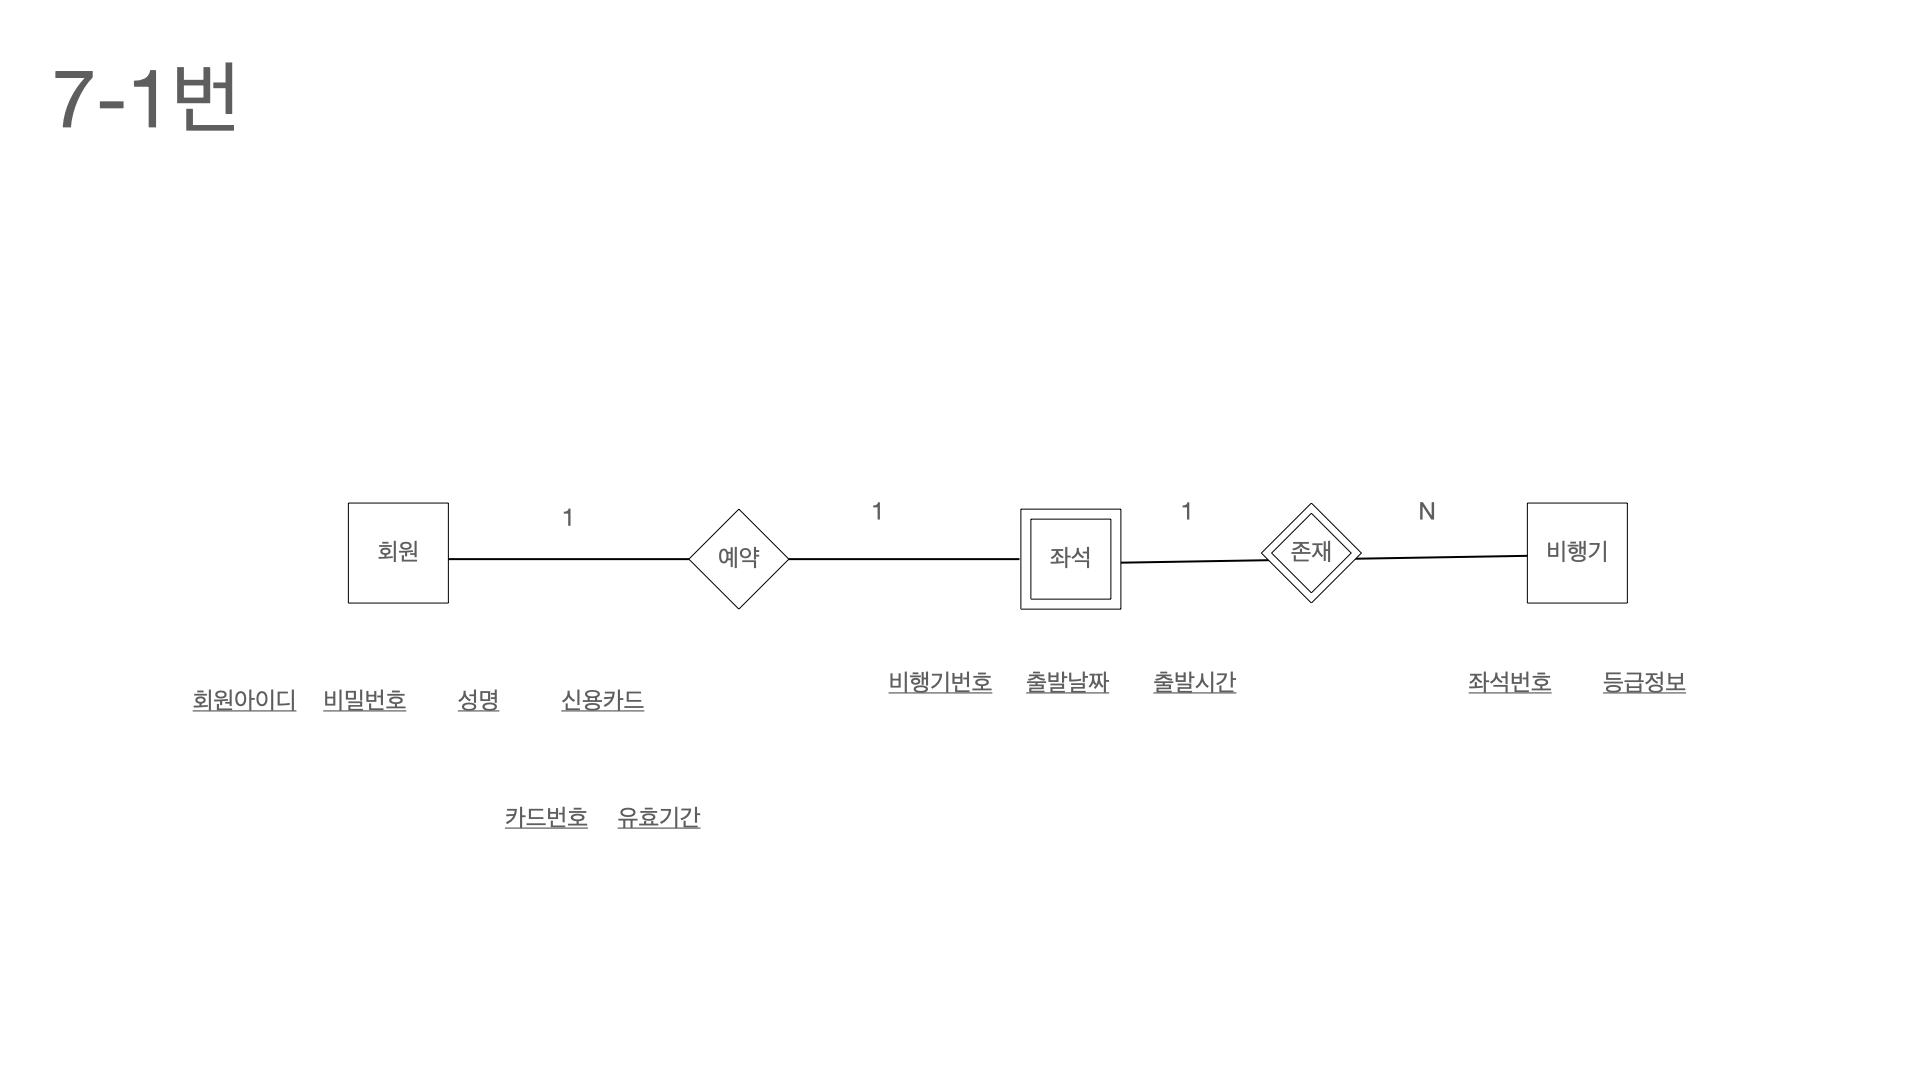 7-1번
1
1
1
N
회원
예약
좌석
존재
비행기
비행기번호 출발날짜 출발시간 좌석번호 등급정보
회원아이디 비밀번호 성명 신용카드
카드번호 유효기간